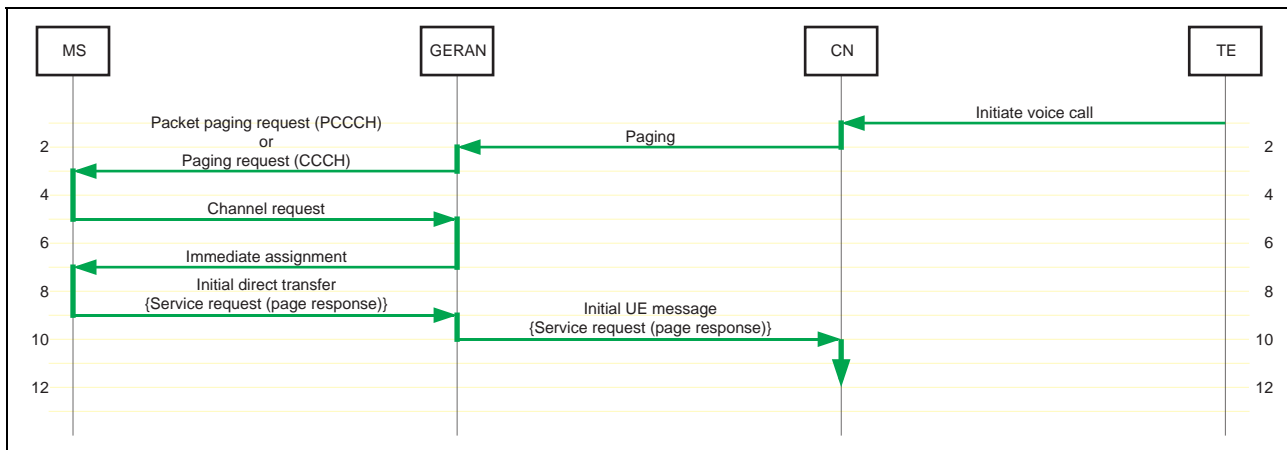 MS
GERAN
CN
TE
Initiate voice call
Packet paging request (PCCCH)
or
Paging request (CCCH)
Paging
2
2
4
4
Channel request
6
6
Immediate assignment
Initial direct transfer
{Service request (page response)}
8
8
Initial UE message
{Service request (page response)}
10
10
12
12